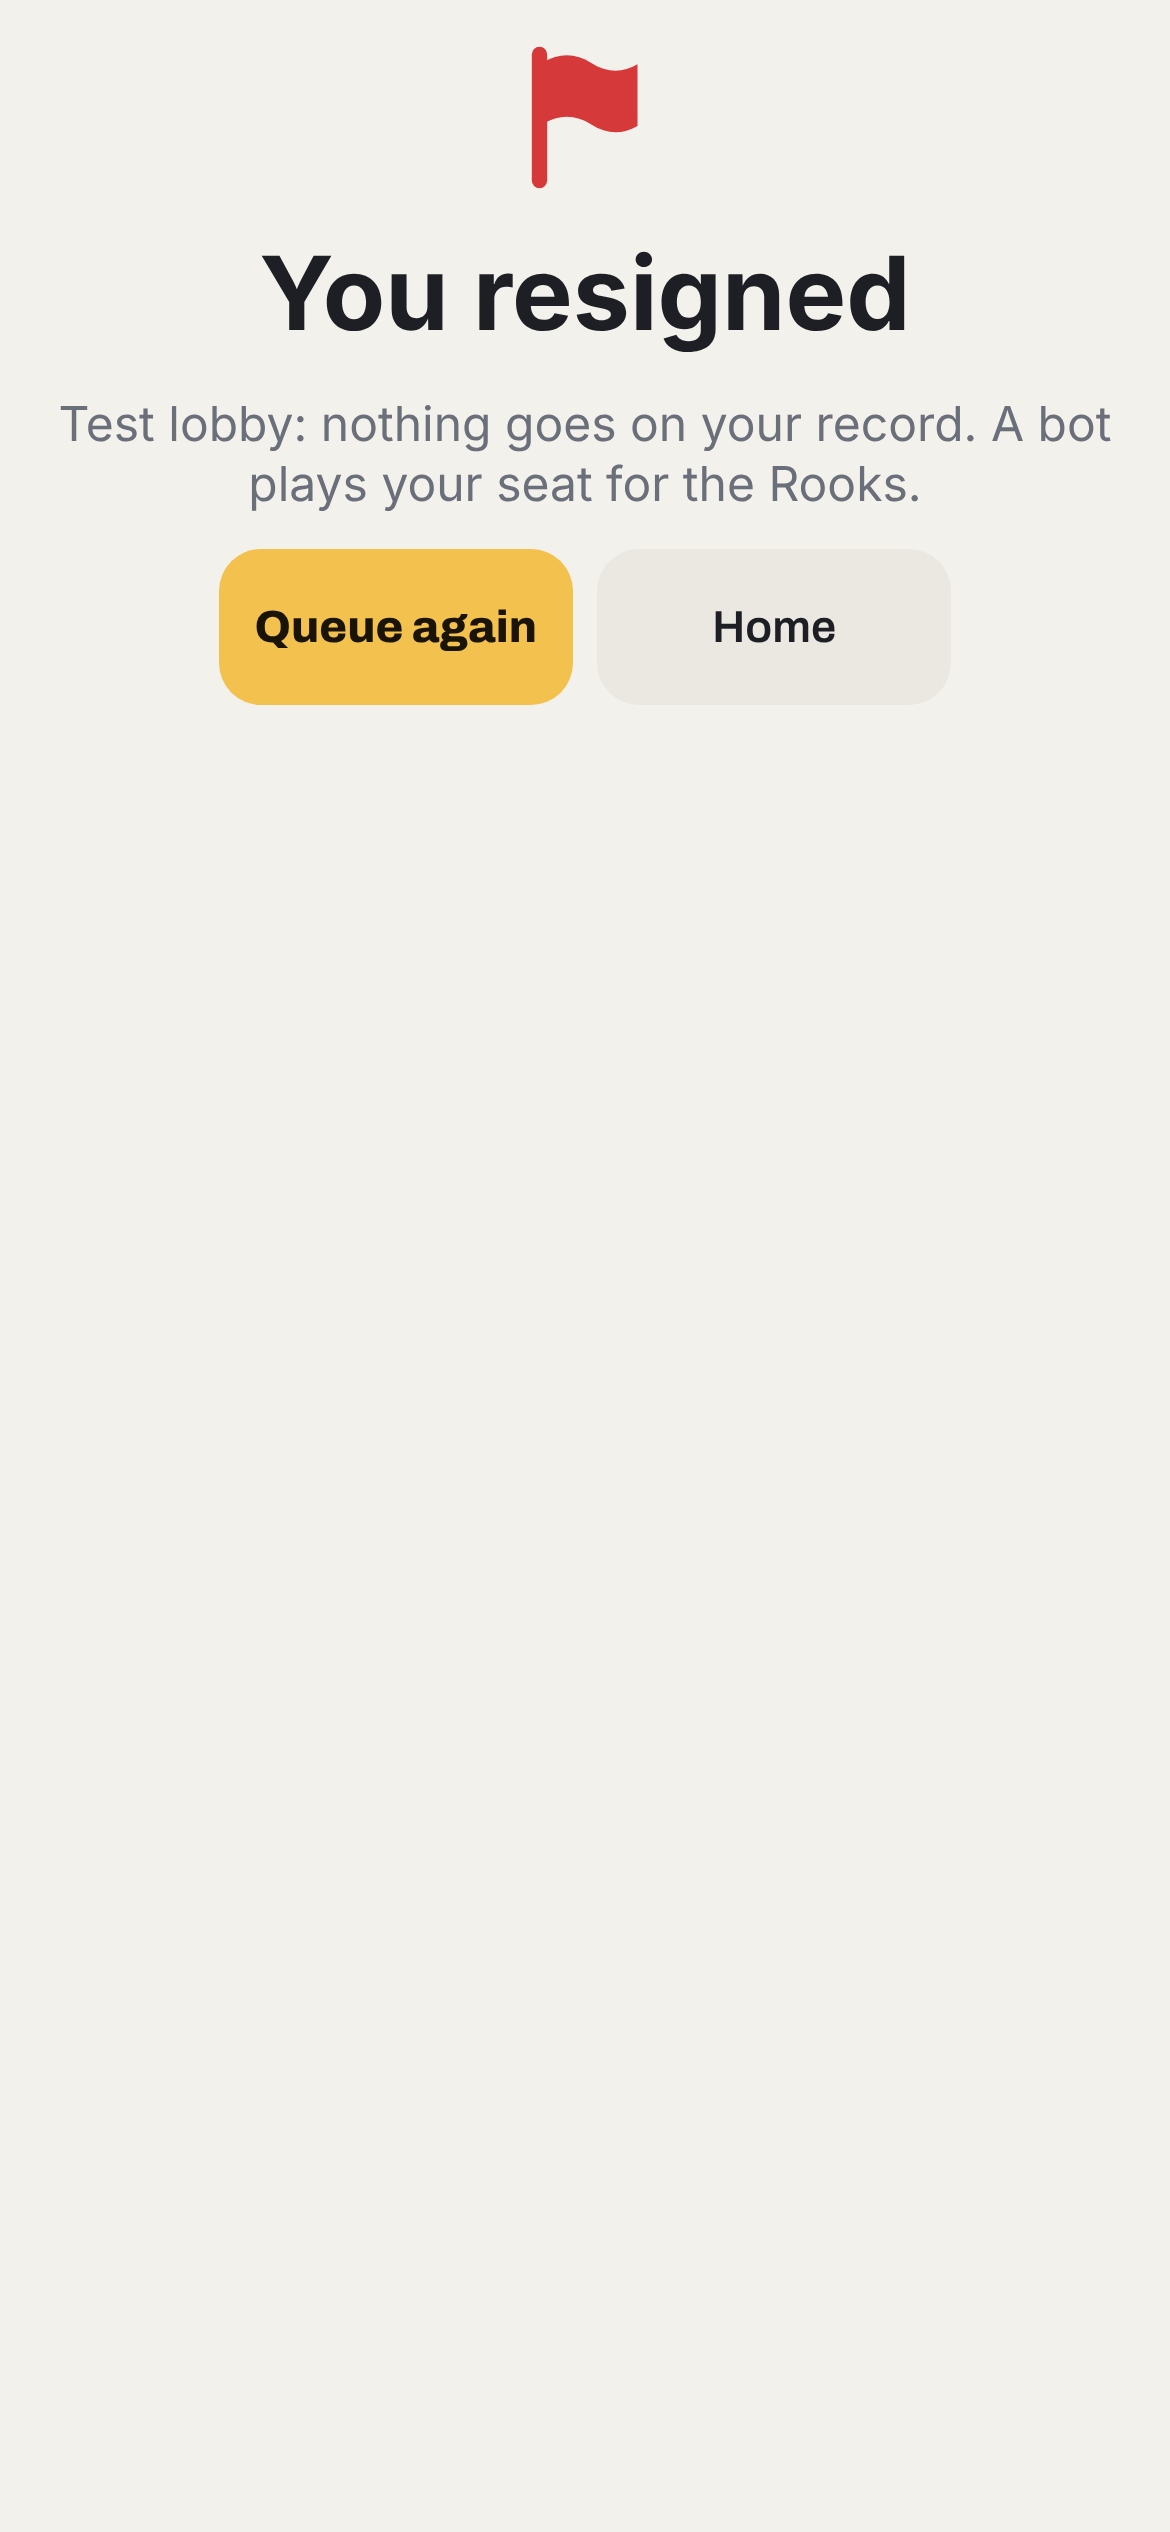 You resigned
Test lobby: nothing goes on your record. A bot
plays your seat for the Rooks.
Queue again
Home